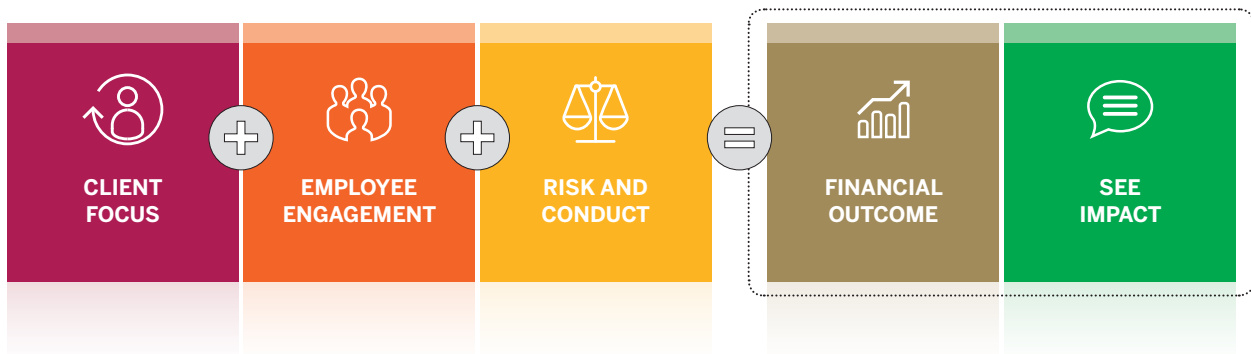 CLIENT
FOCUS
EMPLOYEE
ENGAGEMENT
RISK AND
CONDUCT
FINANCIAL
OUTCOME
SEE
IMPACT